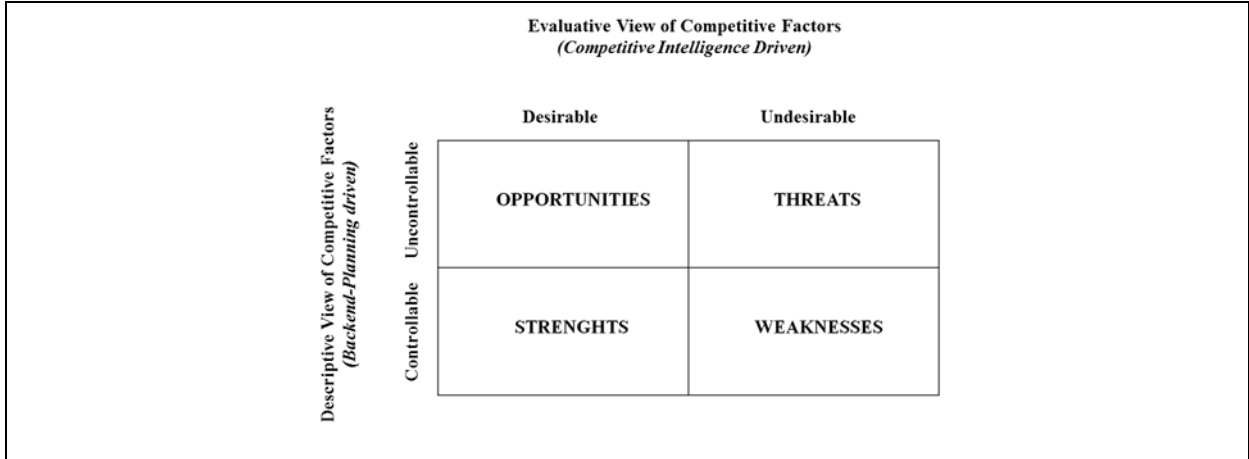 Evaluative View of Competitive Factors
(Competitive Intelligence Driven)
Desirable
Undesirable
Descriptive View of Competitive Factors
(Backend-Planning driven)
Uncontrollable
OPPORTUNITIES
THREATS
Controllable
STRENGHTS
WEAKNESSES